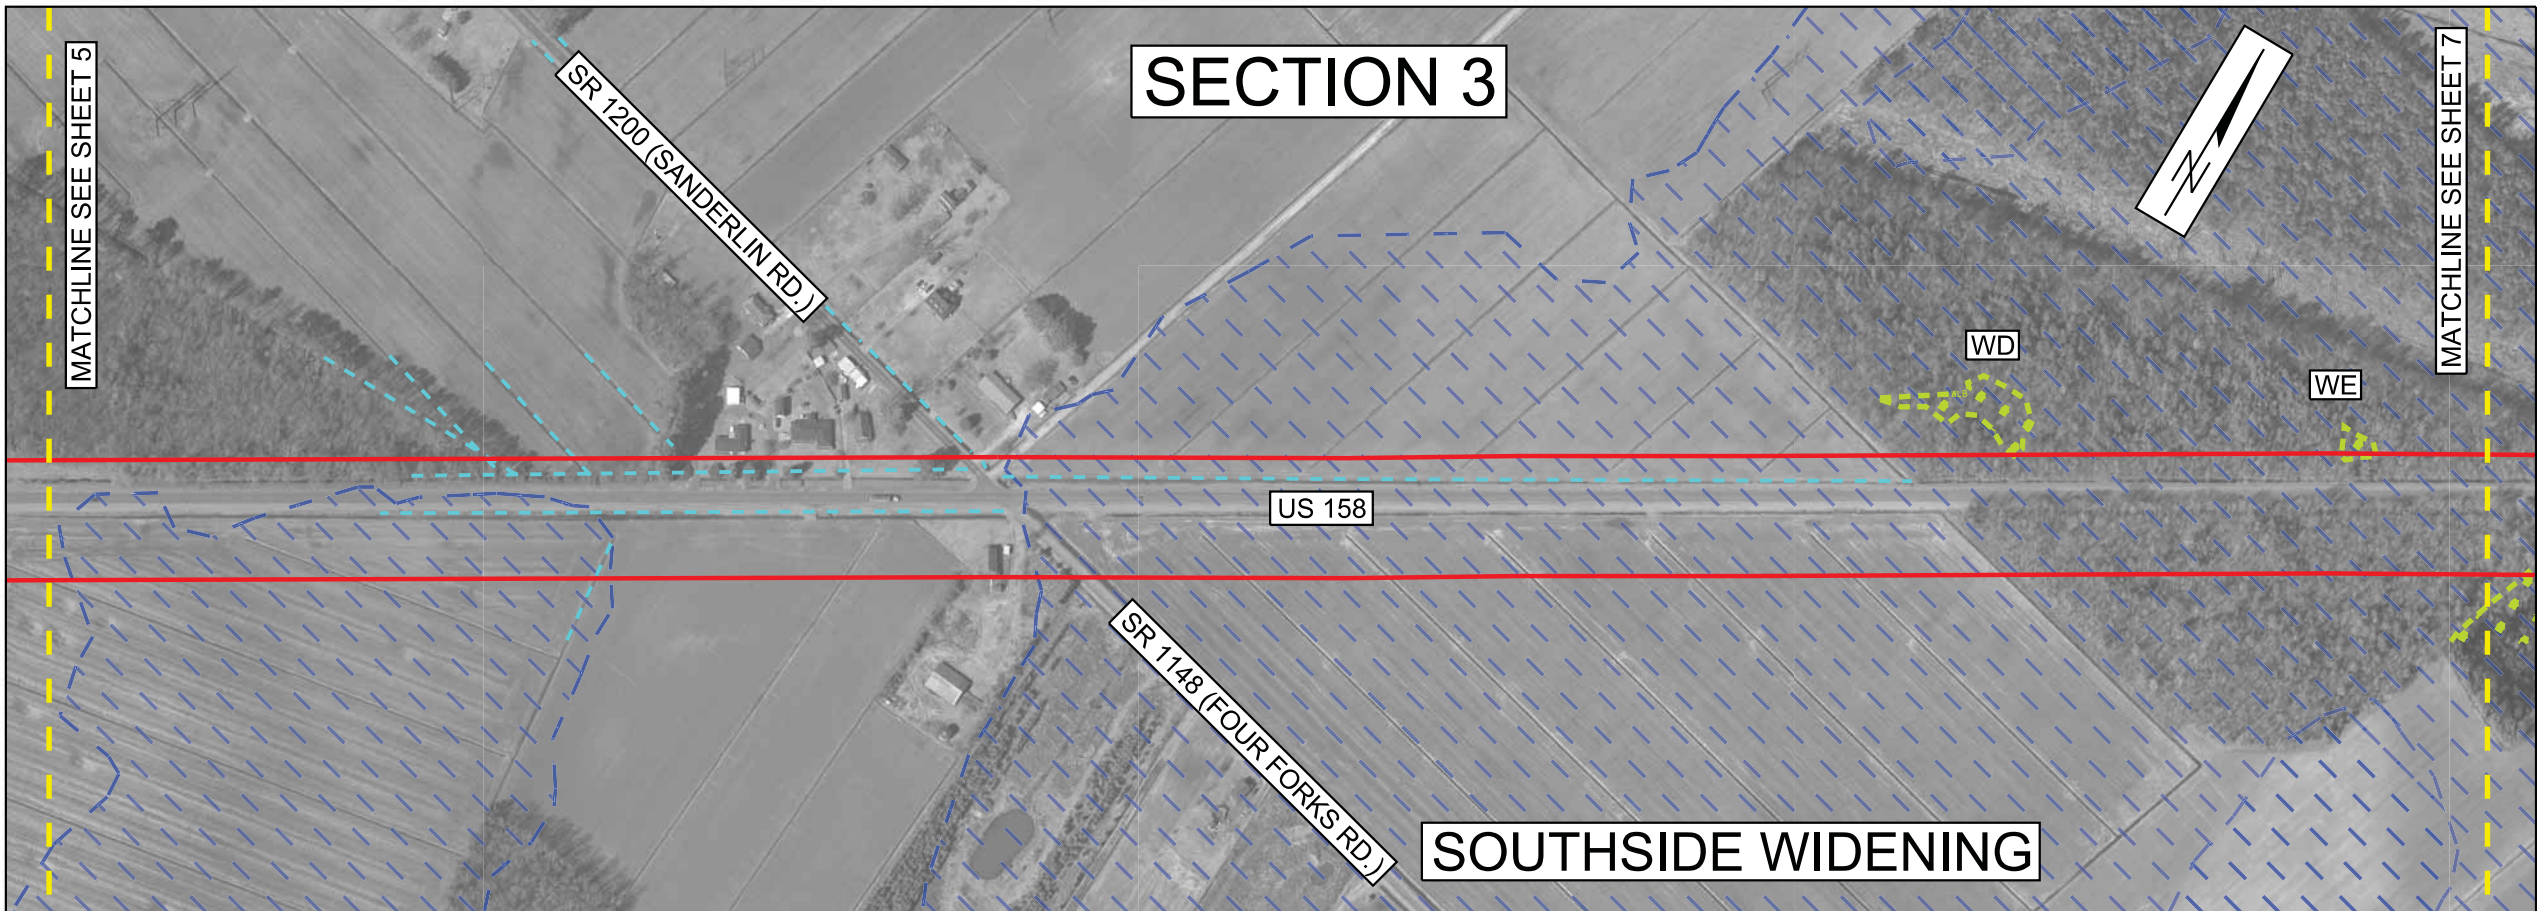 SECTION 3
MATCHLINE SEE SHEET 5
SR 1200 (SANDERLIN RD.)
N
MATCHLINE SEE SHEET 7
WD
WE
WLB
US 158
SR 1148 (FOUR FORKS RD.)
SOUTHSIDE WIDENING